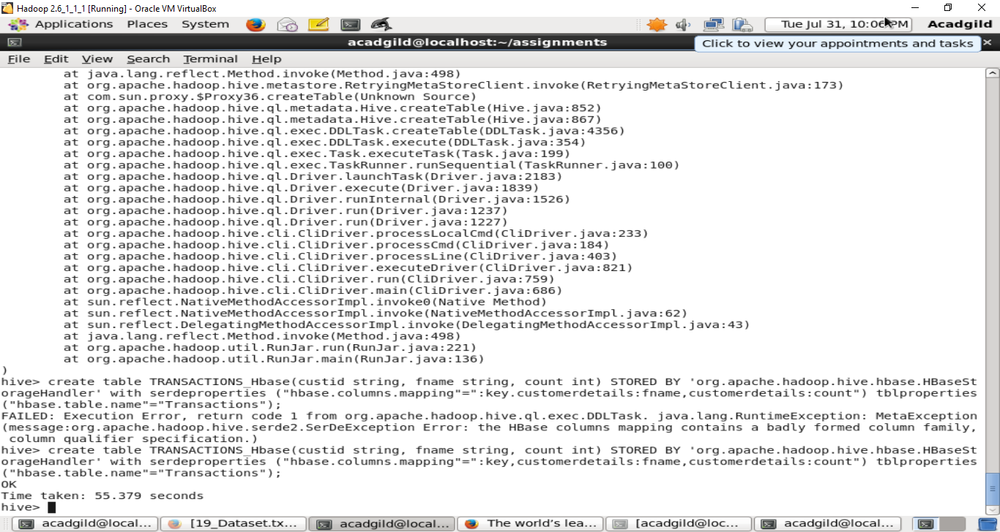 Hadoop 2.6_1_1_1 [Running] - Oracle VM VirtualBox
Applications Places System
Tue Jul 31, 10:06 PM Acadgild
acadgild@localhost:~/assignments
Click to view your appointments and tasks
File Edit View Search Terminal Help
at java.lang.reflect.Method.invoke(Method.java:498)
at org.apache.hadoop.hive.metastore.RetryingMetaStoreClient.invoke(RetryingMetaStoreClient.java:173)
at com.sun.proxy.$Proxy36.createTable(Unknown Source)
at org.apache.hadoop.hive.ql.metadata.Hive.createTable(Hive.java:852)
at org.apache.hadoop.hive.ql.metadata.Hive.createTable(Hive.java:867)
at org.apache.hadoop.hive.ql.exec.DDLTask.createTable(DDLTask.java:4356)
at org.apache.hadoop.hive.ql.exec.DDLTask.execute(DDLTask.java:354)
at org.apache.hadoop.hive.ql.exec.Task.executeTask(Task.java:199)
at org.apache.hadoop.hive.ql.exec.TaskRunner.runSequential(TaskRunner.java:100)
at org.apache.hadoop.hive.ql.Driver.launchTask(Driver.java:2183)
at org.apache.hadoop.hive.ql.Driver.execute(Driver.java:1839)
at org.apache.hadoop.hive.ql.Driver.runInternal(Driver.java:1526)
at org.apache.hadoop.hive.ql.Driver.run(Driver.java:1237)
at org.apache.hadoop.hive.ql.Driver.run(Driver.java:1227)
at org.apache.hadoop.hive.cli.CliDriver.processLocalCmd(CliDriver.java:233)
at org.apache.hadoop.hive.cli.CliDriver.processCmd(CliDriver.java:184)
at org.apache.hadoop.hive.cli.CliDriver.processLine(CliDriver.java:403)
at org.apache.hadoop.hive.cli.CliDriver.executeDriver(CliDriver.java:821)
at org.apache.hadoop.hive.cli.CliDriver.run(CliDriver.java:759)
at org.apache.hadoop.hive.cli.CliDriver.main(CliDriver.java:686)
at sun.reflect.NativeMethodAccessorImpl.invoke0(Native Method)
at sun.reflect.NativeMethodAccessorImpl.invoke(NativeMethodAccessorImpl.java:62)
at sun.reflect.DelegatingMethodAccessorImpl.invoke(DelegatingMethodAccessorImpl.java:43)
at java.lang.reflect.Method.invoke(Method.java:498)
at org.apache.hadoop.util.RunJar.run(RunJar.java:221)
at org.apache.hadoop.util.RunJar.main(RunJar.java:136)
)
hive> create table TRANSACTIONS_Hbase(custid string, fname string, count int) STORED BY 'org.apache.hadoop.hive.hbase.HBaseSt
orageHandler' with serdeproperties ("hbase.columns.mapping"=":key.customerdetails:fname,customerdetails:count") tblproperties
("hbase.table.name"="Transactions");
FAILED: Execution Error, return code 1 from org.apache.hadoop.hive.ql.exec.DDLTask. java.lang.RuntimeException: MetaException
(message:org.apache.hadoop.hive.serde2.SerDeException Error: the HBase columns mapping contains a badly formed column family,
column qualifier specification.)
hive> create table TRANSACTIONS_Hbase(custid string, fname string, count int) STORED BY 'org.apache.hadoop.hive.hbase.HBaseSt
orageHandler' with serdeproperties ("hbase.columns.mapping"=":key,customerdetails:fname,customerdetails:count") tblproperties
("hbase.table.name"="Transactions");
OK
Time taken: 55.379 seconds
hive>
acadgild@local... [19_Dataset.tx... acadgild@local... The world's lea... [acadgild@loc... acadgild@local...